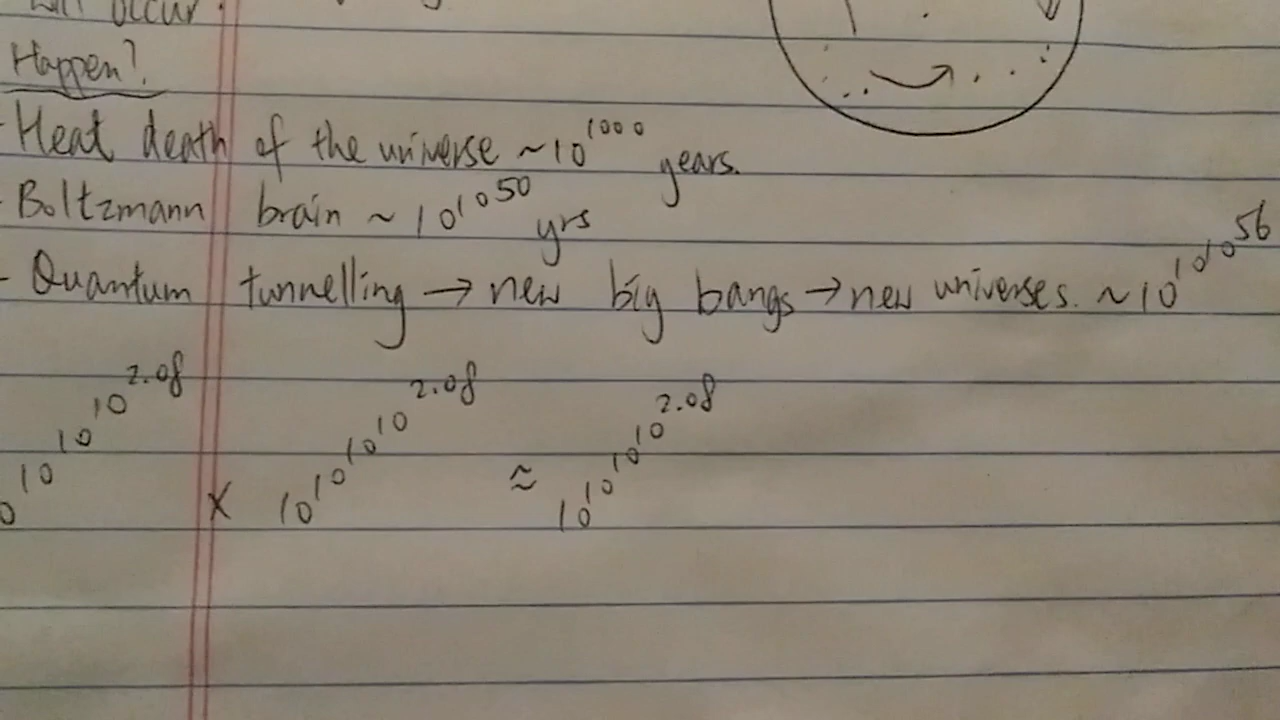 will occur.
Happen?
- Heat death of the universe ~10^1000 years.
- Boltzmann brain ~ 10^10^50 yrs
- Quantum tunnelling → new big bangs → new universes. ~10^10^10^56
10^10^10^10^2.08 × 10^10^10^10^2.08 ≈ 10^10^10^10^2.08